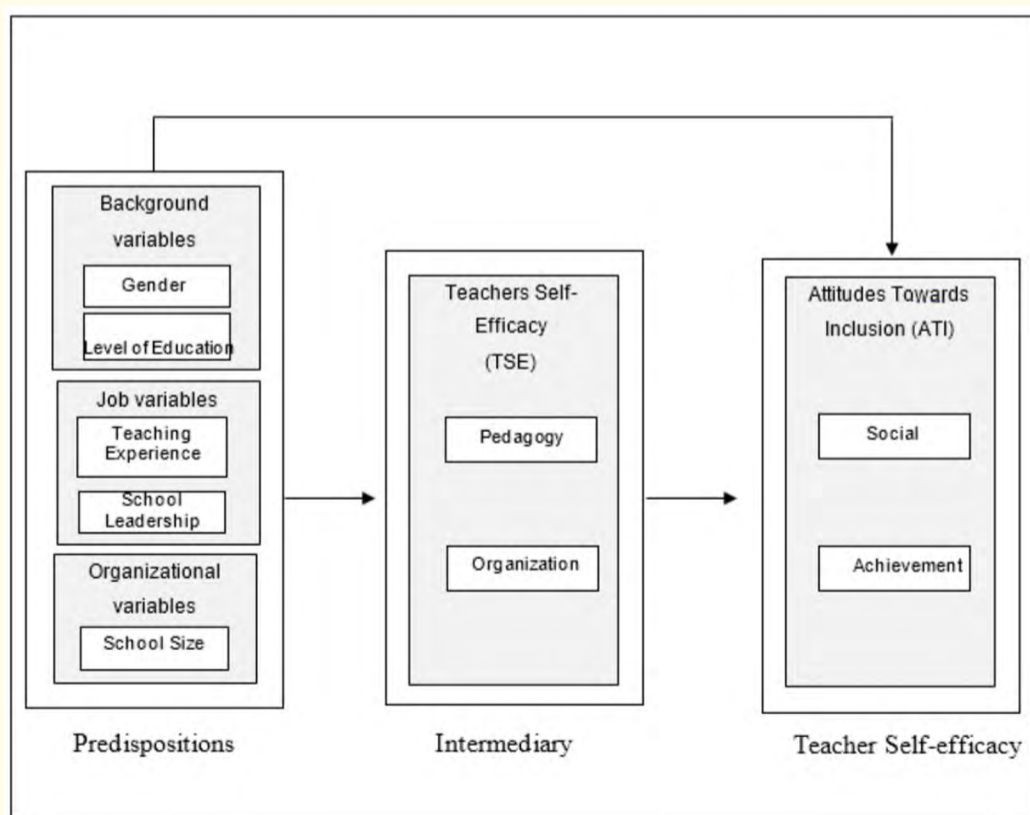 Background
variables
Gender
Level of Education
Job variables
Teaching
Experience
School
Leadership
Organizational
variables
School Size
Predispositions
Teachers Self-
Efficacy
(TSE)
Pedagogy
Organization
Intermediary
Attitudes Towards
Inclusion (ATI)
Social
Achievement
Teacher Self-efficacy